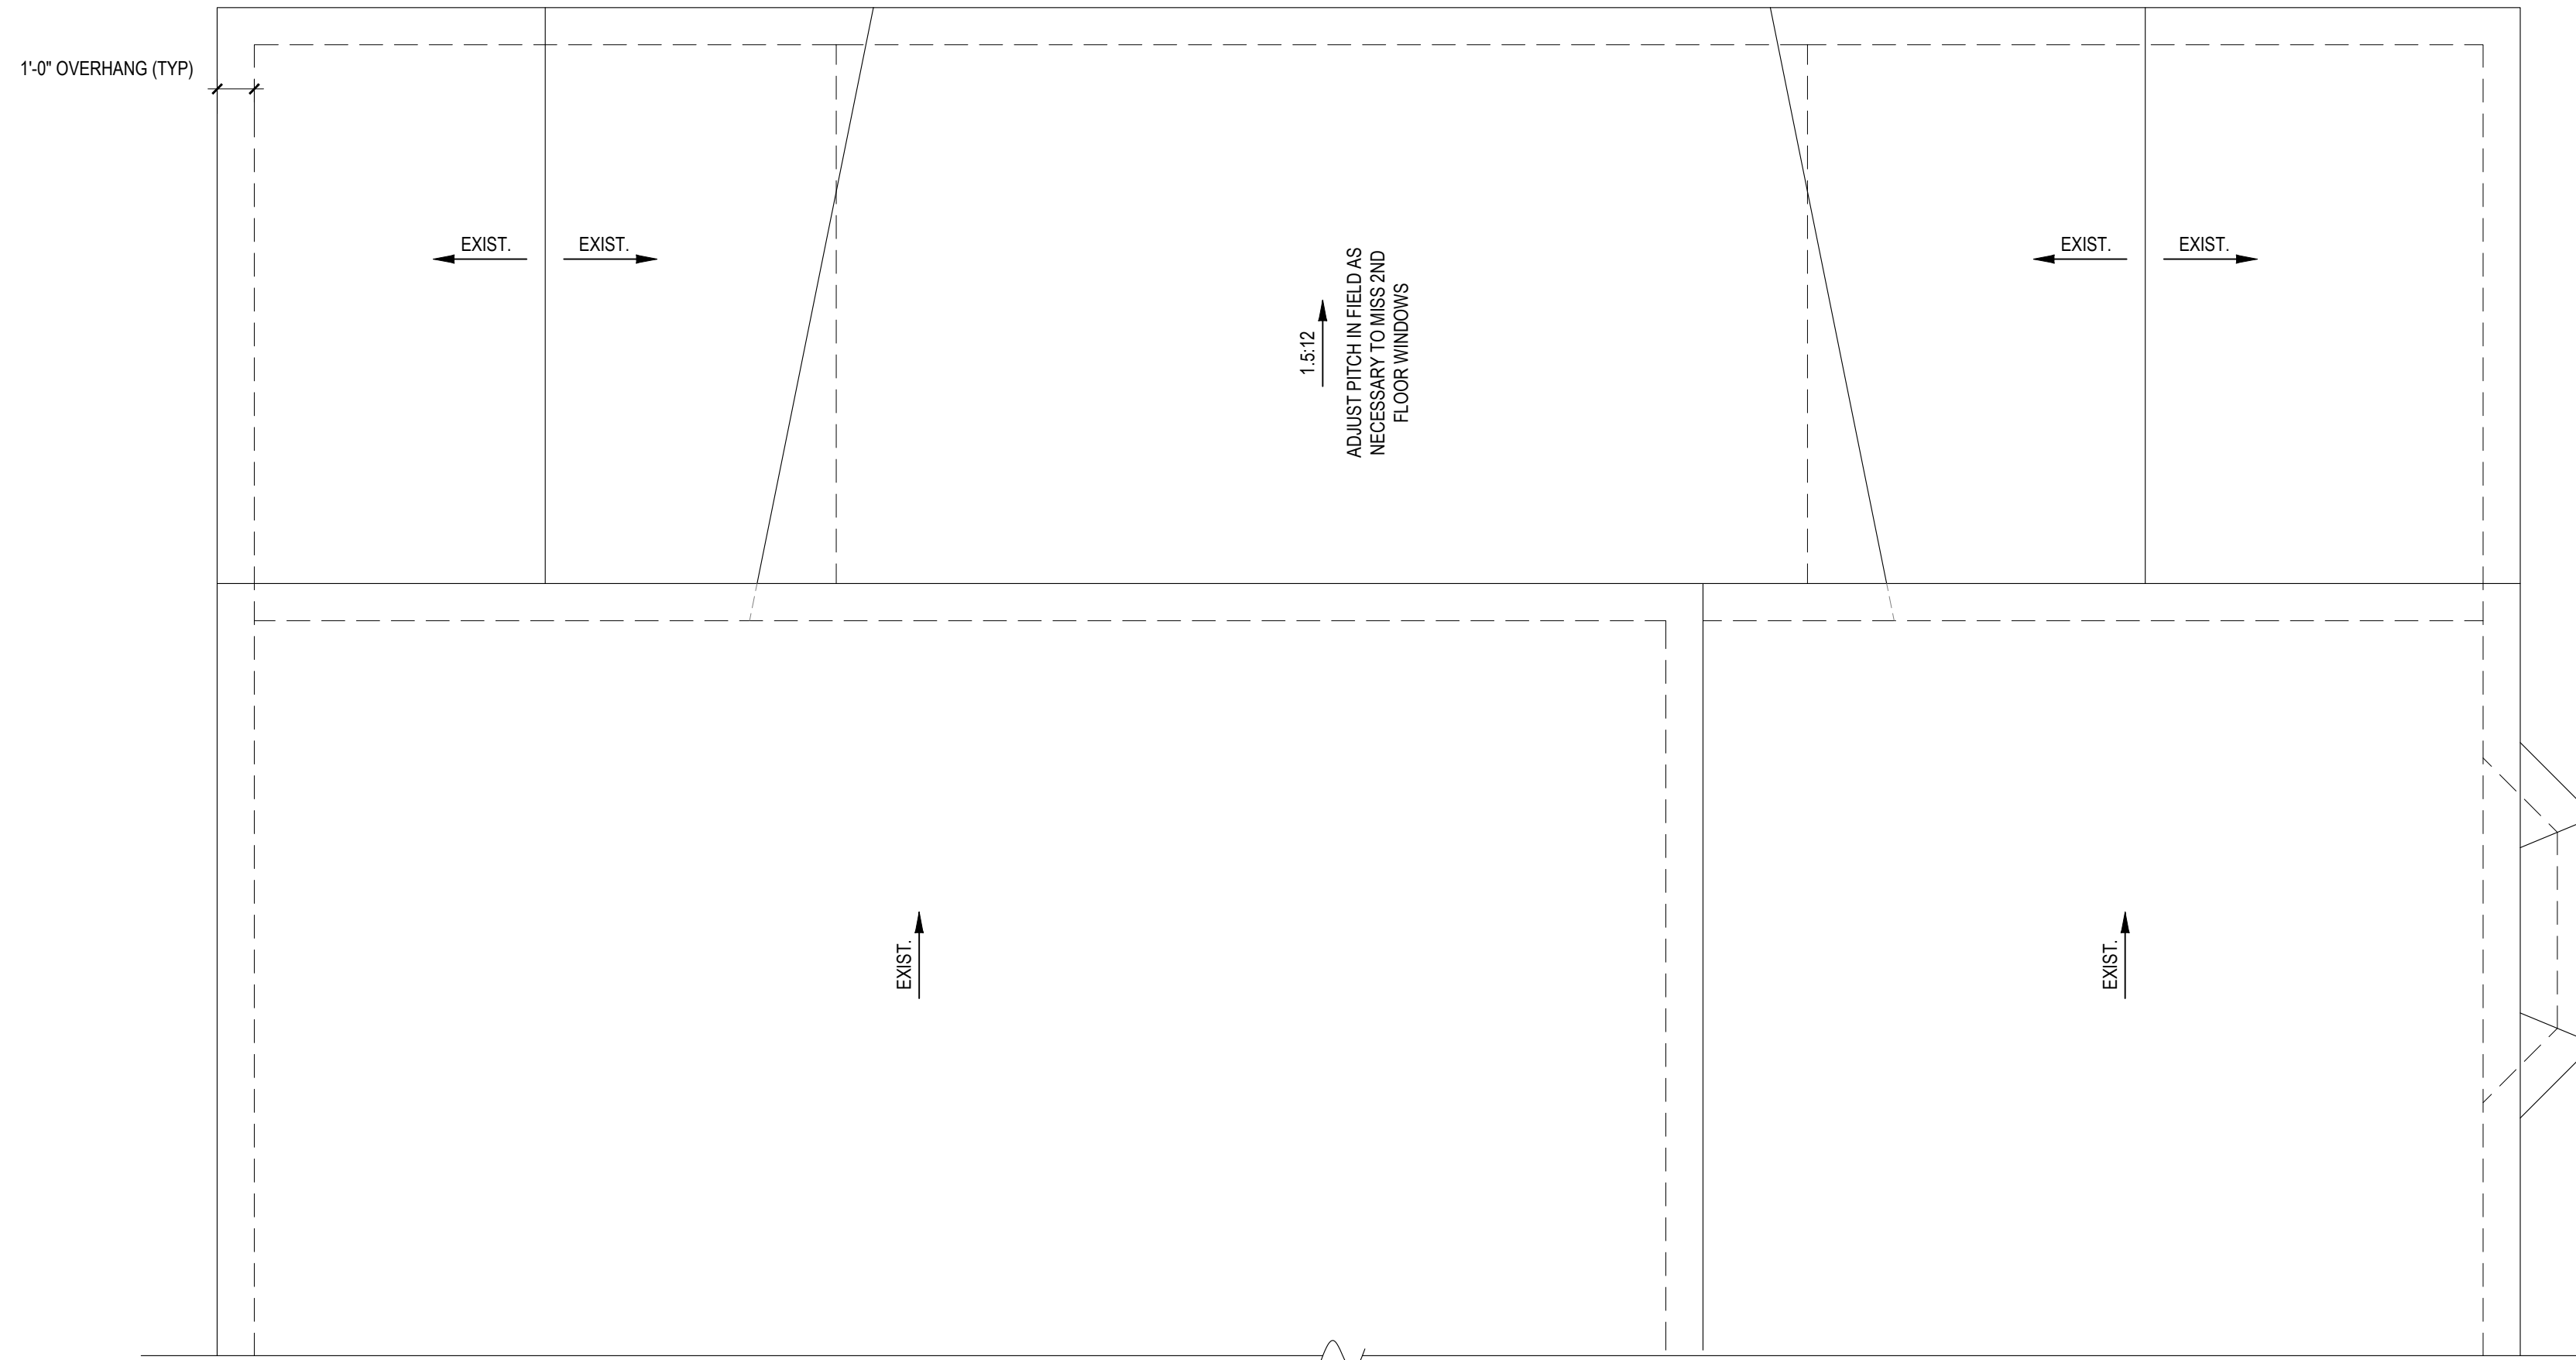 1'-0" OVERHANG (TYP)
EXIST.
EXIST.
EXIST.
EXIST.
1.5:12
ADJUST PITCH IN FIELD AS
NECESSARY TO MISS 2ND
FLOOR WINDOWS
EXIST.
EXIST.